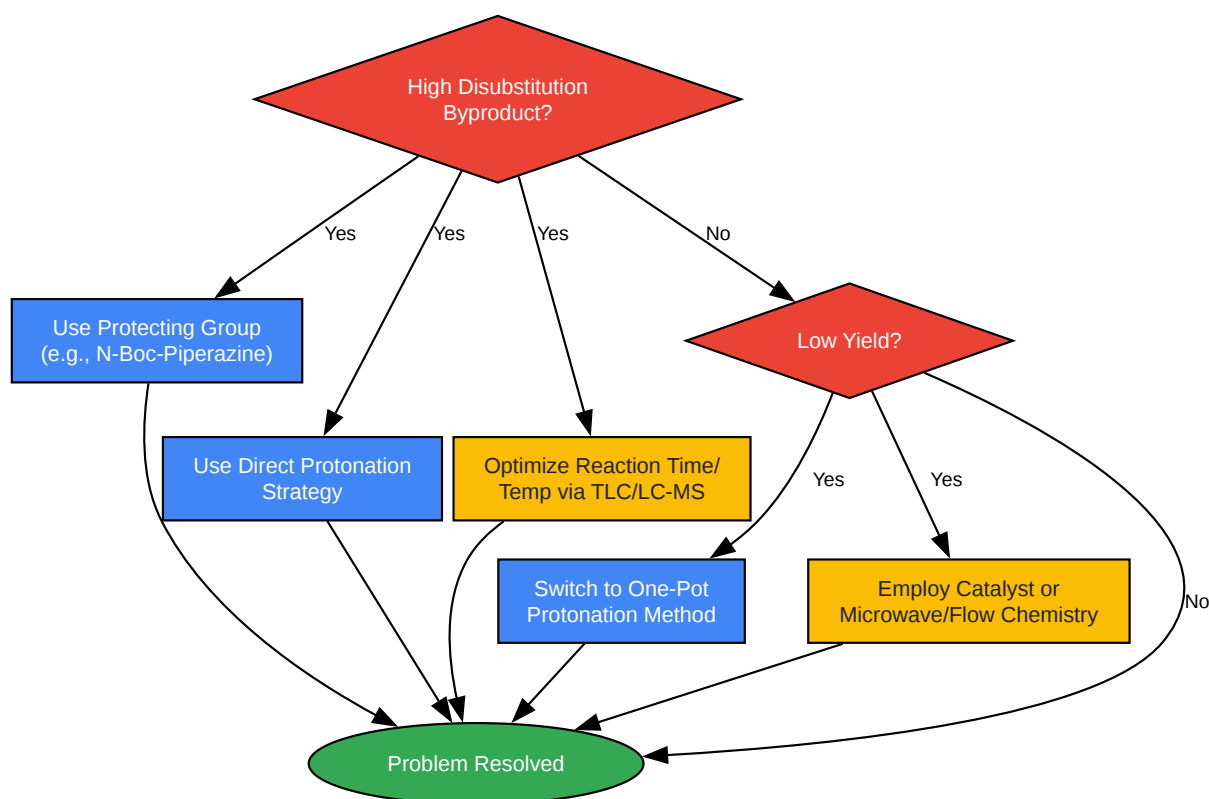 High Disubstitution
Byproduct?
Yes
Yes
Yes
No
Use Protecting Group
(e.g., N-Boc-Piperazine)
Low Yield?
Use Direct Protonation
Strategy
Optimize Reaction Time/
Temp via TLC/LC-MS
Yes
Yes
Switch to One-Pot
Protonation Method
Employ Catalyst or
Microwave/Flow Chemistry
No
Problem Resolved